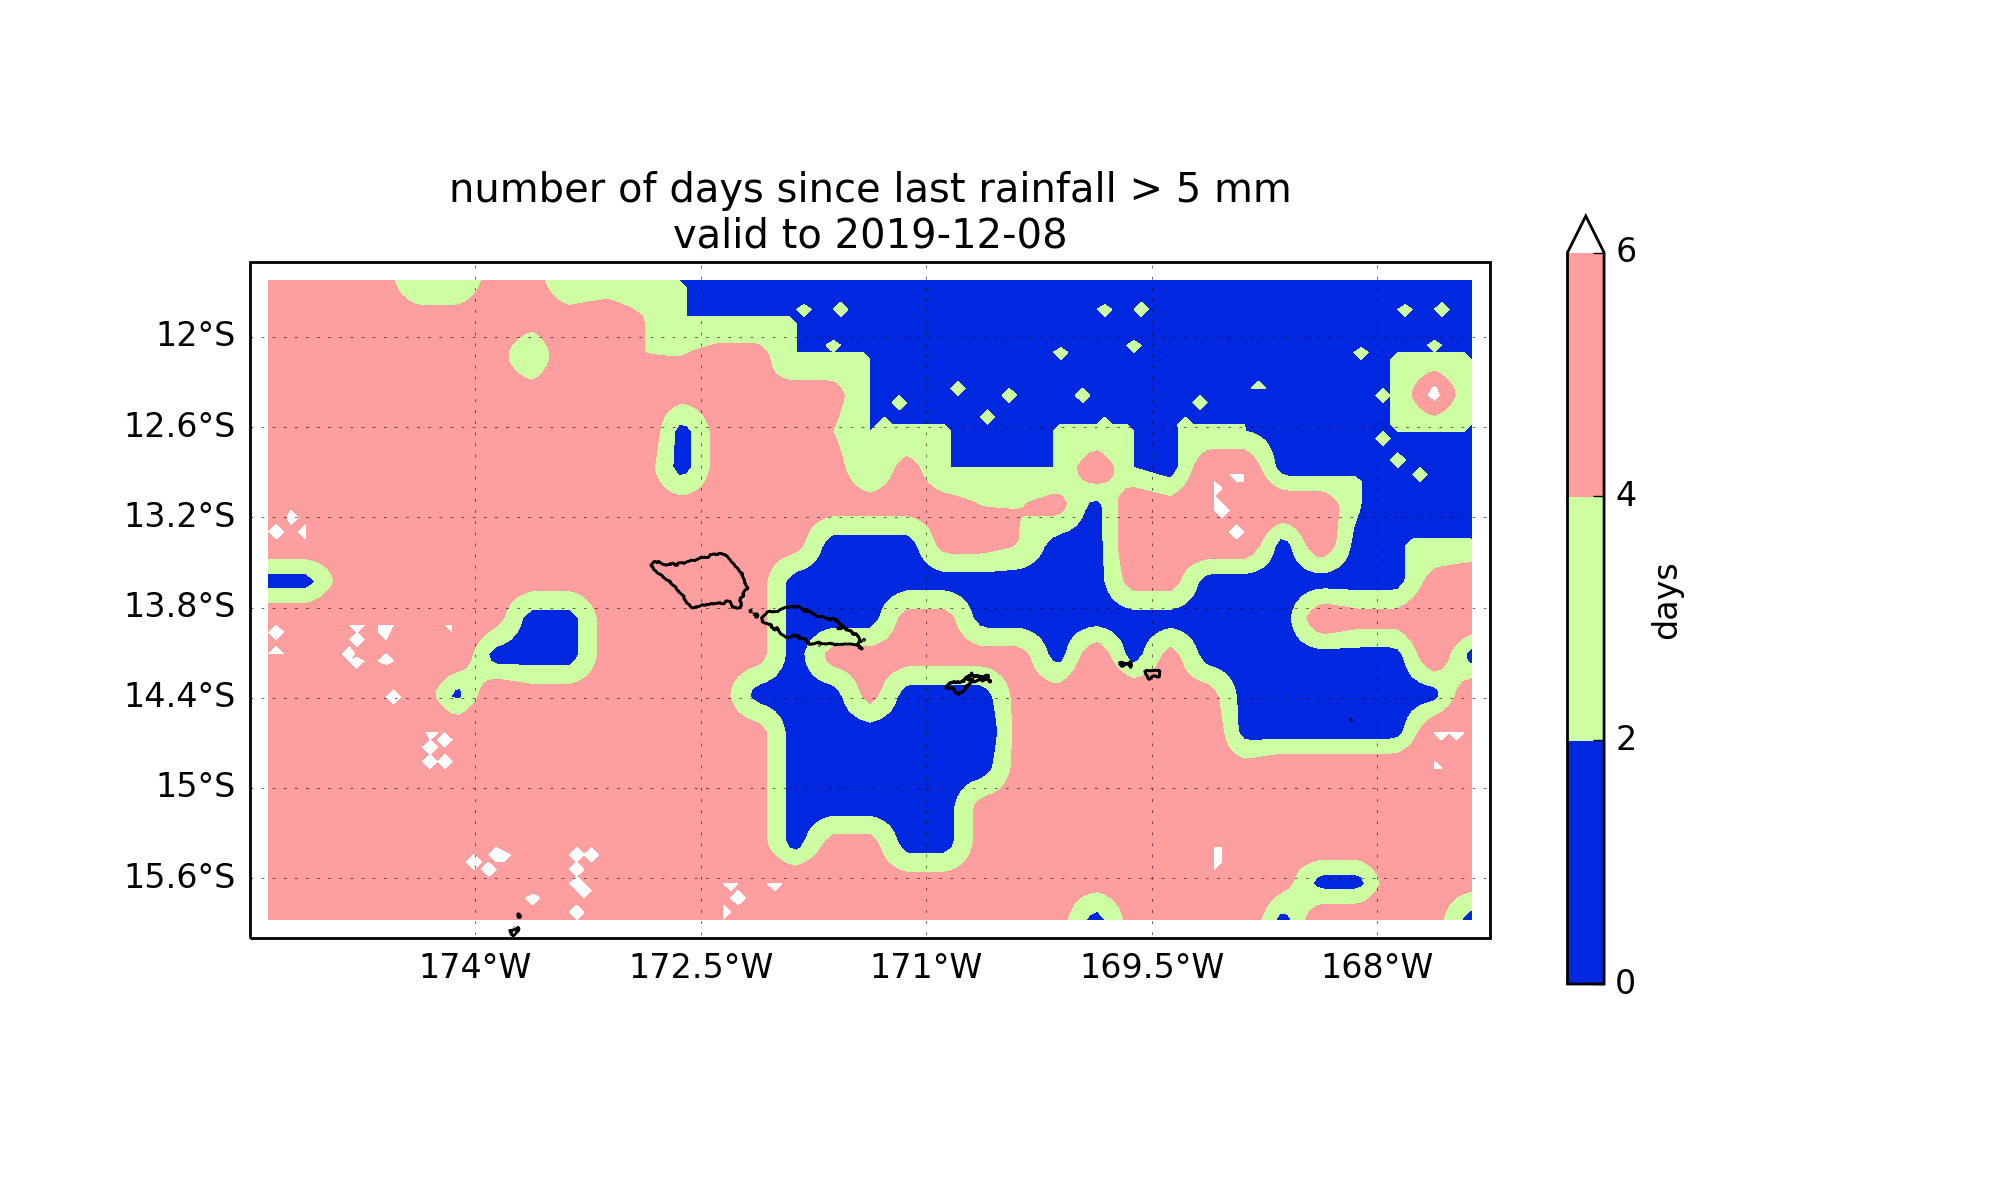 number of days since last rainfall > 5 mm
valid to 2019-12-08
12°S
12.6°S
13.2°S
13.8°S
14.4°S
15°S
15.6°S
174°W 172.5°W 171°W 169.5°W 168°W
6
4
2
0
days